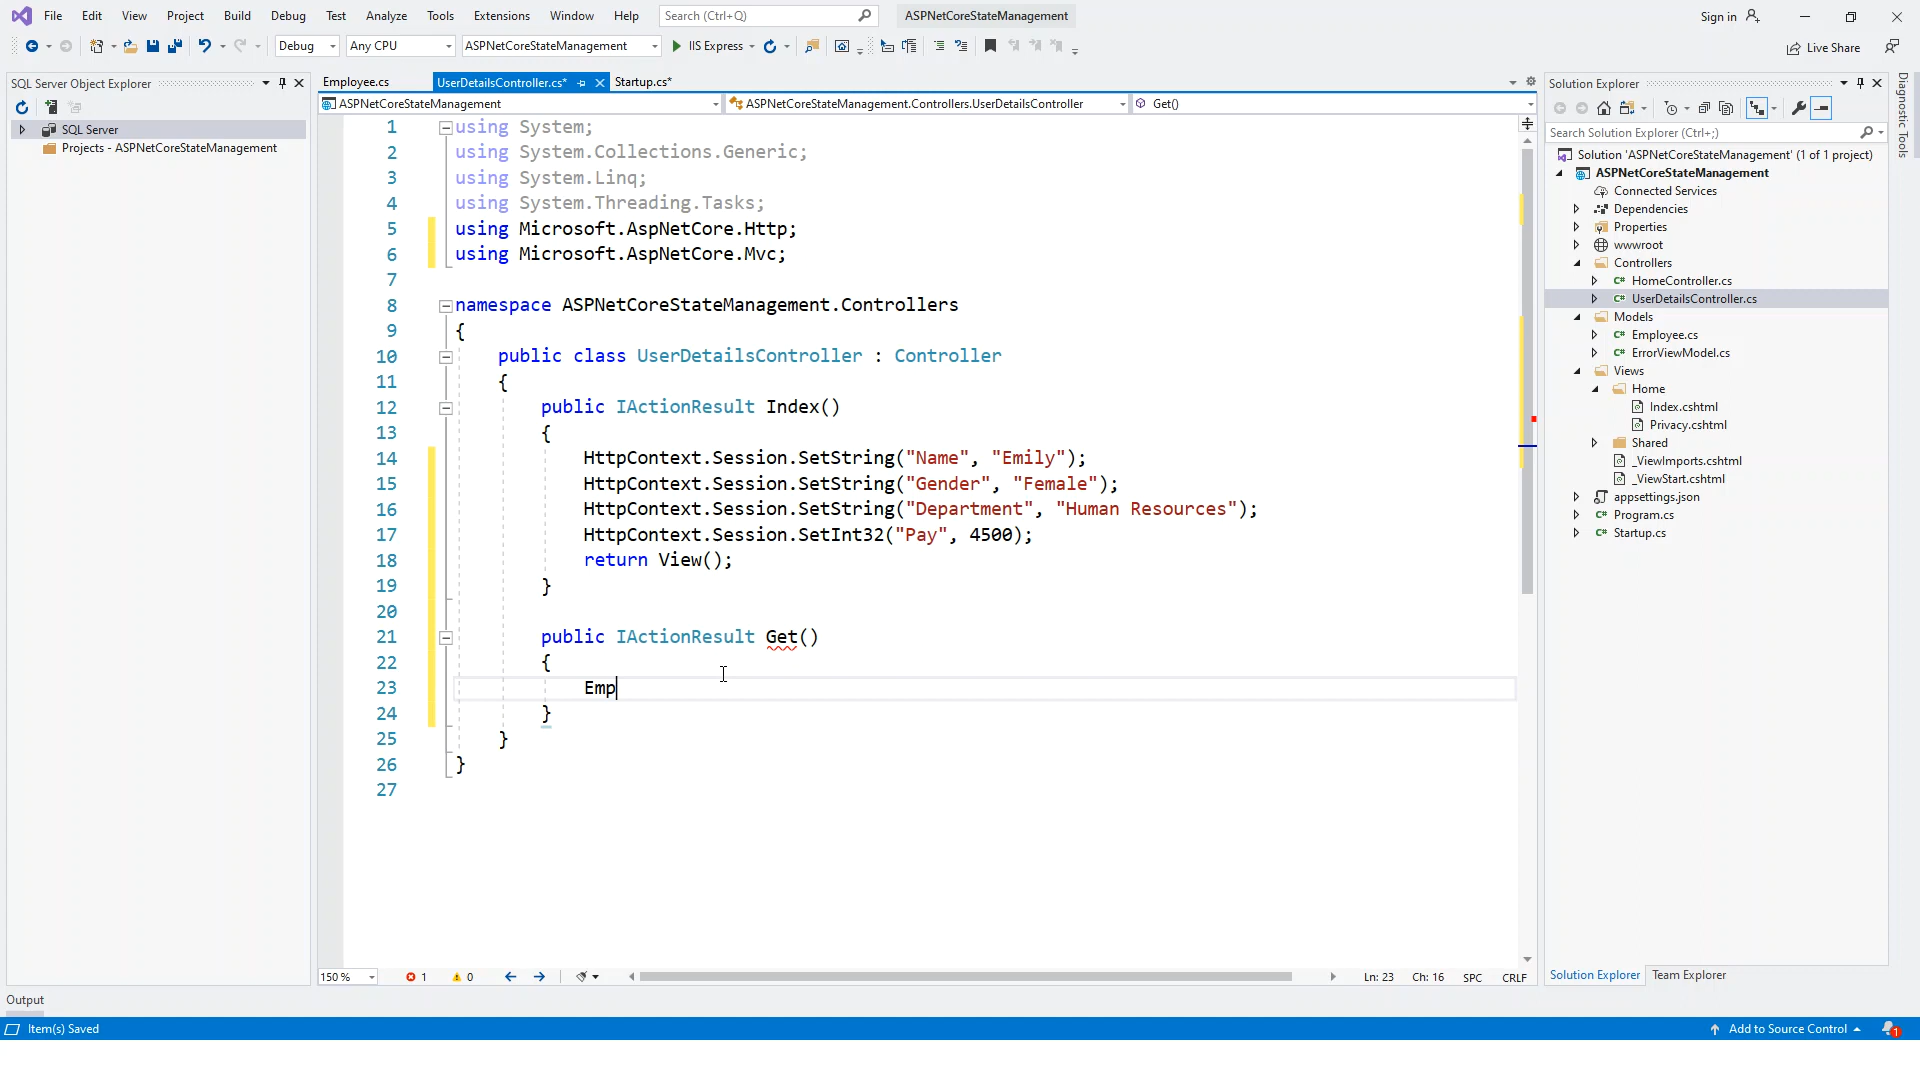 File Edit View Project Build Debug Test Analyze Tools Extensions Window Help Search (Ctrl+Q) ASPNetCoreStateManagement Sign in
Debug Any CPU ASPNetCoreStateManagement IIS Express Live Share
SQL Server Object Explorer
SQL Server
Projects - ASPNetCoreStateManagement
Employee.cs UserDetailsController.cs* Startup.cs*
ASPNetCoreStateManagement ASPNetCoreStateManagement.Controllers.UserDetailsController Get()
1 using System;
2 using System.Collections.Generic;
3 using System.Linq;
4 using System.Threading.Tasks;
5 using Microsoft.AspNetCore.Http;
6 using Microsoft.AspNetCore.Mvc;
7
8 namespace ASPNetCoreStateManagement.Controllers
9 {
10 public class UserDetailsController : Controller
11 {
12 public IActionResult Index()
13 {
14 HttpContext.Session.SetString("Name", "Emily");
15 HttpContext.Session.SetString("Gender", "Female");
16 HttpContext.Session.SetString("Department", "Human Resources");
17 HttpContext.Session.SetInt32("Pay", 4500);
18 return View();
19 }
20
21 public IActionResult Get()
22 {
23 Emp
24 }
25 }
26 }
27
150 % 1 0 Ln: 23 Ch: 16 SPC CRLF
Solution Explorer
Search Solution Explorer (Ctrl+;)
Solution 'ASPNetCoreStateManagement' (1 of 1 project)
ASPNetCoreStateManagement
Connected Services
Dependencies
Properties
wwwroot
Controllers
C# HomeController.cs
C# UserDetailsController.cs
Models
C# Employee.cs
C# ErrorViewModel.cs
Views
Home
Index.cshtml
Privacy.cshtml
Shared
_ViewImports.cshtml
_ViewStart.cshtml
appsettings.json
C# Program.cs
C# Startup.cs
Solution Explorer Team Explorer
Diagnostic Tools
Output
Item(s) Saved Add to Source Control 1